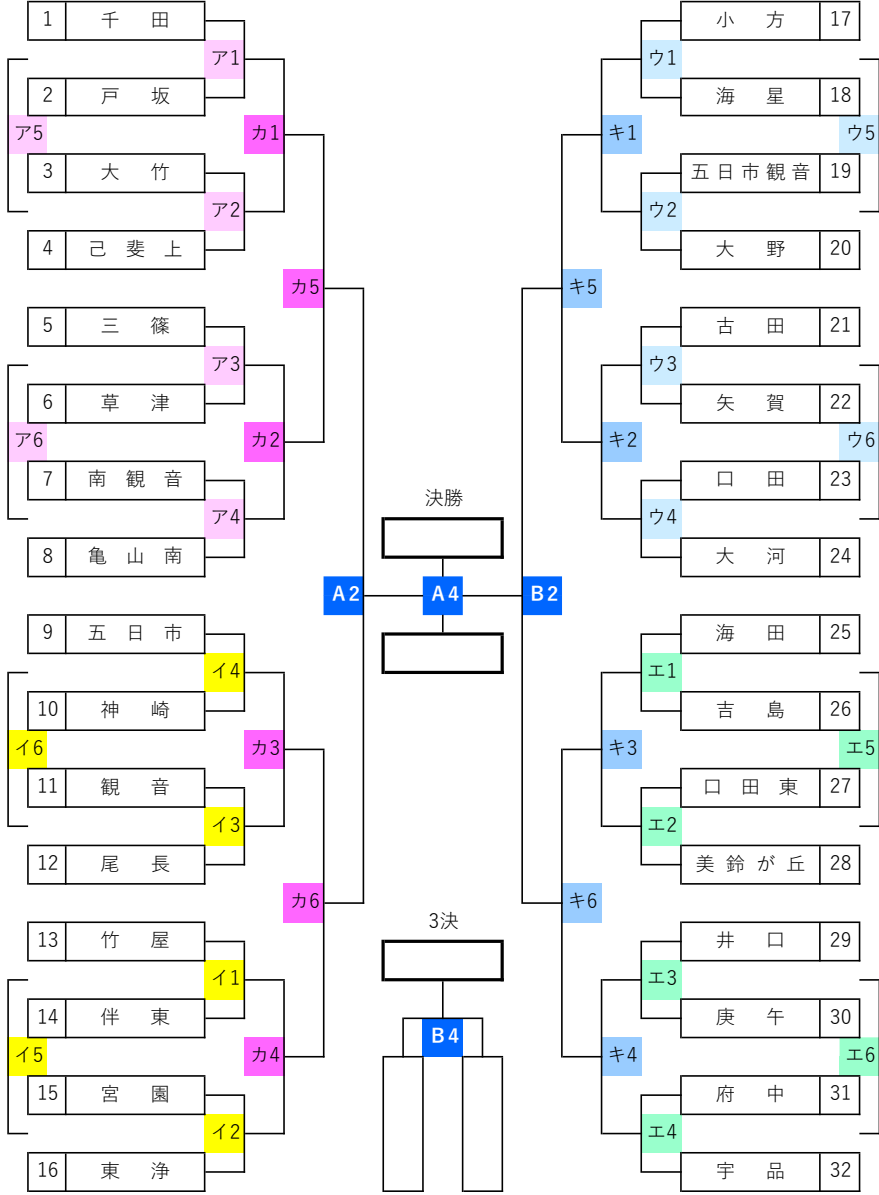 1 千田
ア1
2 戸坂
ア5
カ1
3 大竹
ア2
4 己斐上
カ5
5 三篠
ア3
6 草津
ア6
カ2
7 南観音
ア4
8 亀山南
A2
9 五日市
イ4
10 神崎
イ6
カ3
11 観音
イ3
12 尾長
カ6
13 竹屋
イ1
14 伴東
イ5
カ4
15 宮園
イ2
16 東浄
決勝
A4
3決
B4
小方 17
ウ1
海星 18
キ1
ウ5
五日市観音 19
ウ2
大野 20
キ5
古田 21
ウ3
矢賀 22
キ2
ウ6
口田 23
ウ4
大河 24
B2
海田 25
エ1
吉島 26
キ3
エ5
口田東 27
エ2
美鈴が丘 28
キ6
井口 29
エ3
庚午 30
キ4
エ6
府中 31
エ4
宇品 32